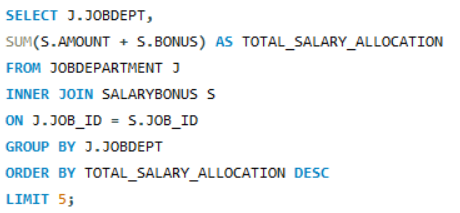 SELECT J.JOBDEPT,
SUM(S.AMOUNT + S.BONUS) AS TOTAL_SALARY_ALLOCATION
FROM JOBDEPARTMENT J
INNER JOIN SALARYBONUS S
ON J.JOB_ID = S.JOB_ID
GROUP BY J.JOBDEPT
ORDER BY TOTAL_SALARY_ALLOCATION DESC
LIMIT 5;